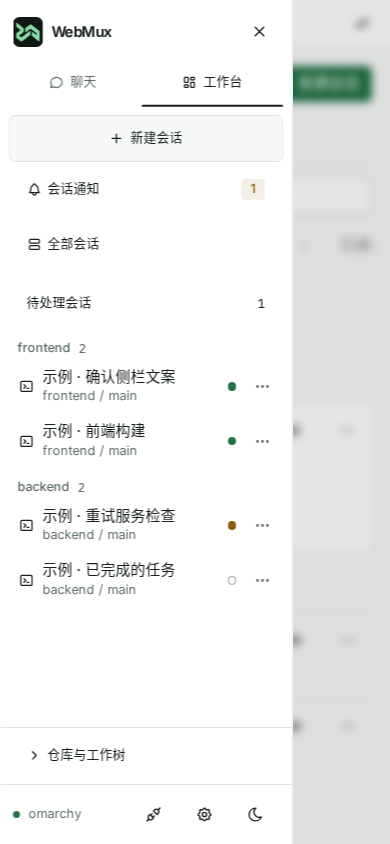 WebMux
聊天
工作台
新建会话
会话通知
1
全部会话
待处理会话
1
frontend 2
示例 · 确认侧栏文案
frontend / main
示例 · 前端构建
frontend / main
backend 2
示例 · 重试服务检查
backend / main
示例 · 已完成的任务
backend / main
仓库与工作树
omarchy